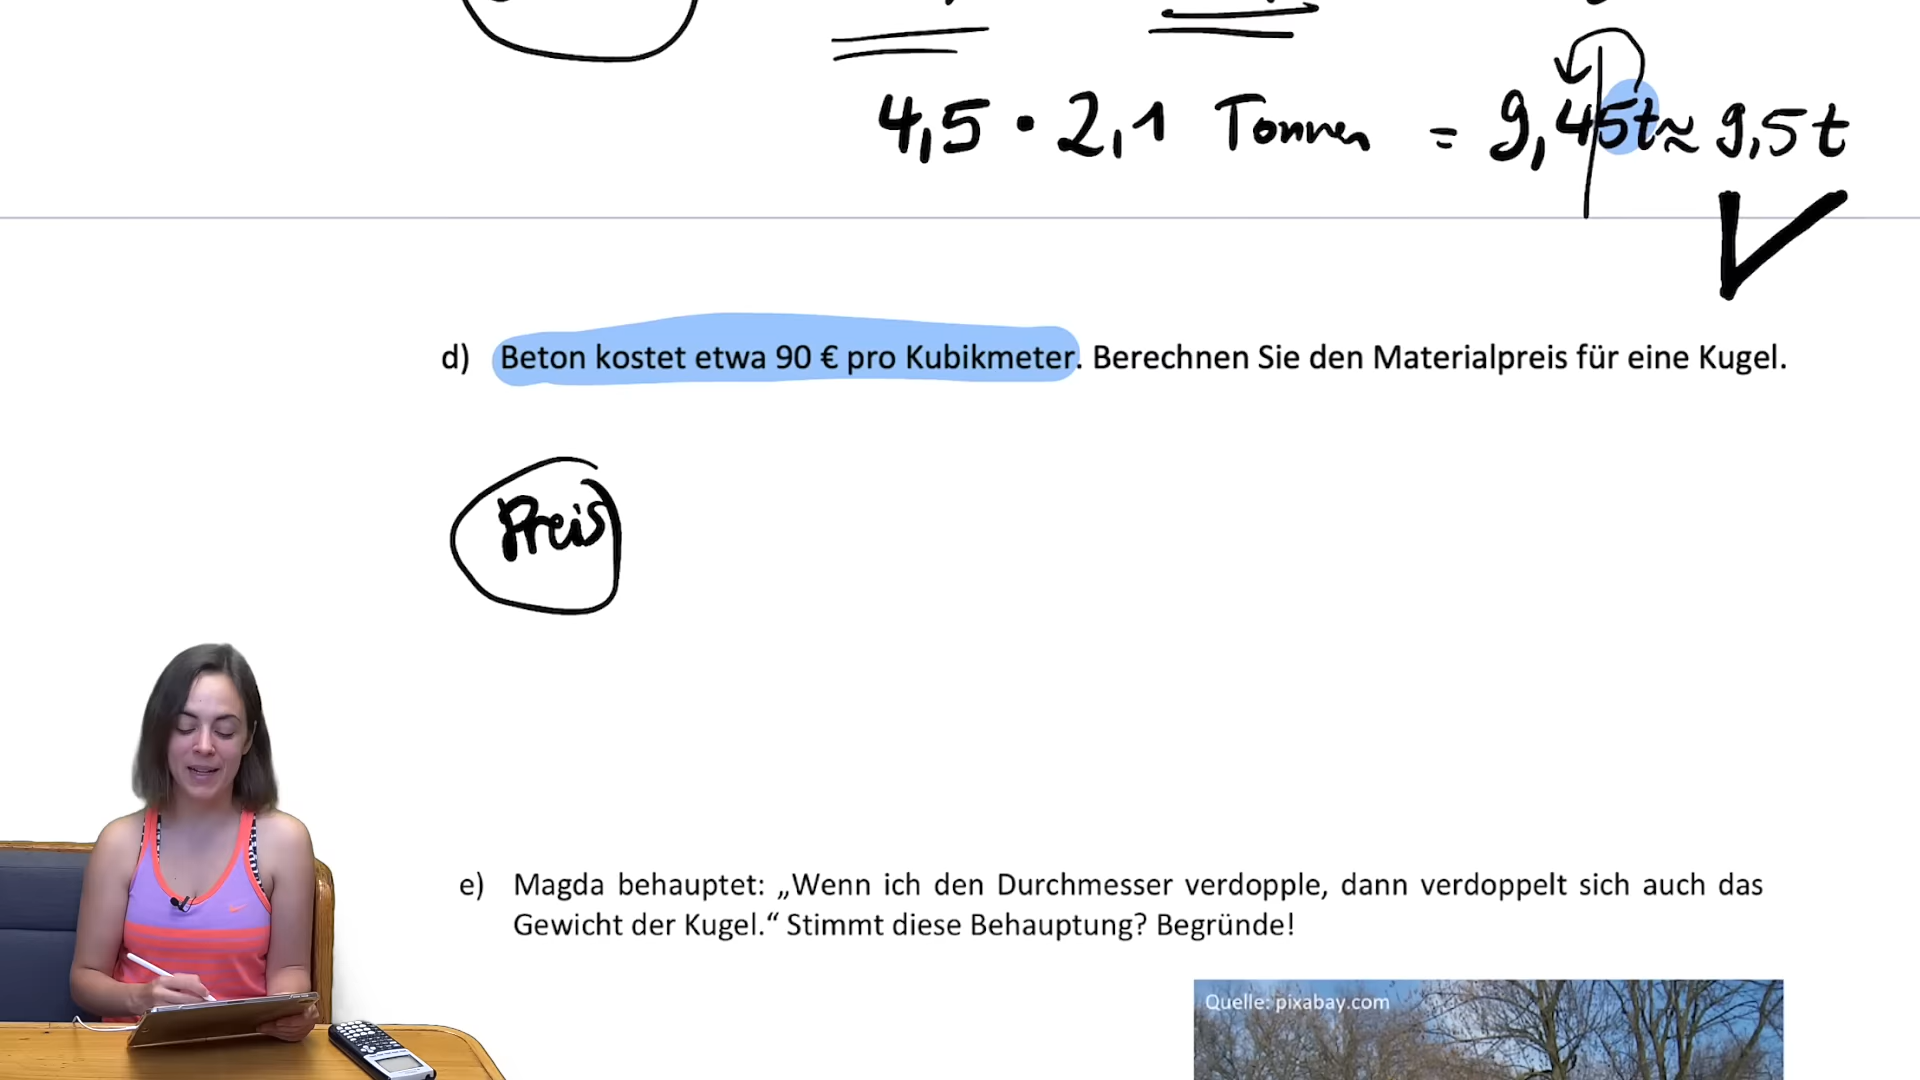 4,5 · 2,1 Tonnen = 9,45t ≈ 9,5t
d) Beton kostet etwa 90 € pro Kubikmeter. Berechnen Sie den Materialpreis für eine Kugel.
Preis
e) Magda behauptet: „Wenn ich den Durchmesser verdopple, dann verdoppelt sich auch das
Gewicht der Kugel.“ Stimmt diese Behauptung? Begründe!
Quelle: pixabay.com